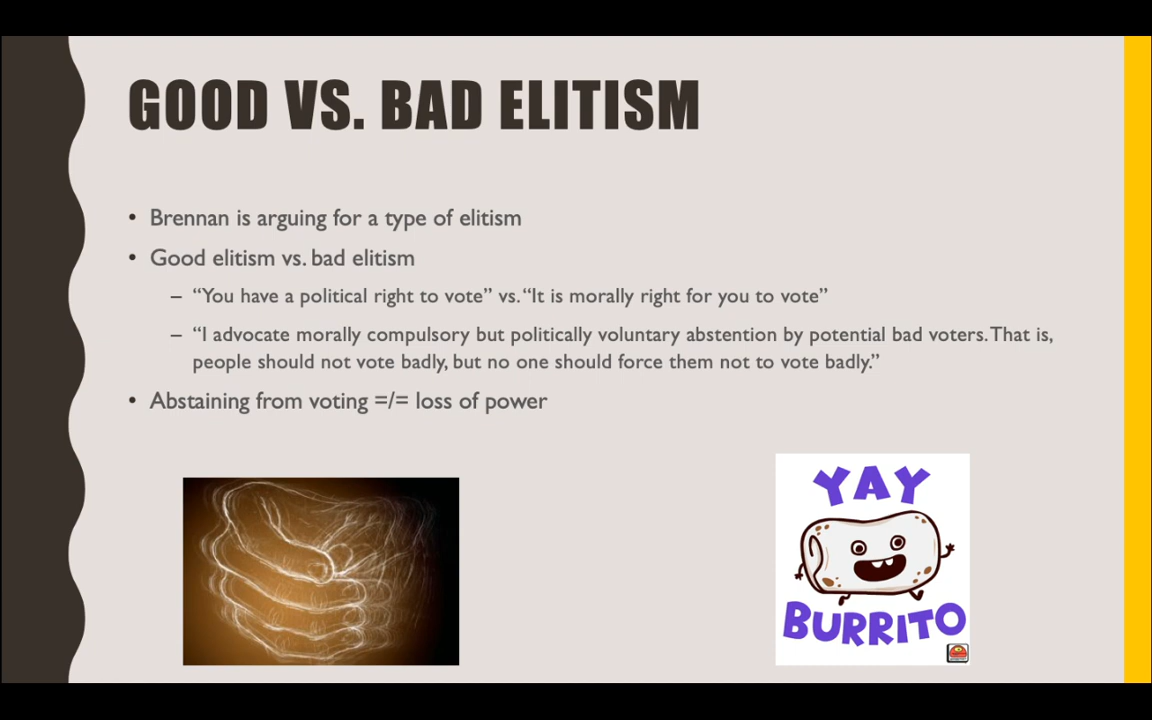 GOOD VS. BAD ELITISM
• Brennan is arguing for a type of elitism
• Good elitism vs. bad elitism
– “You have a political right to vote” vs. “It is morally right for you to vote”
– “I advocate morally compulsory but politically voluntary abstention by potential bad voters. That is,
people should not vote badly, but no one should force them not to vote badly.”
• Abstaining from voting =/= loss of power
YAY
BURRITO